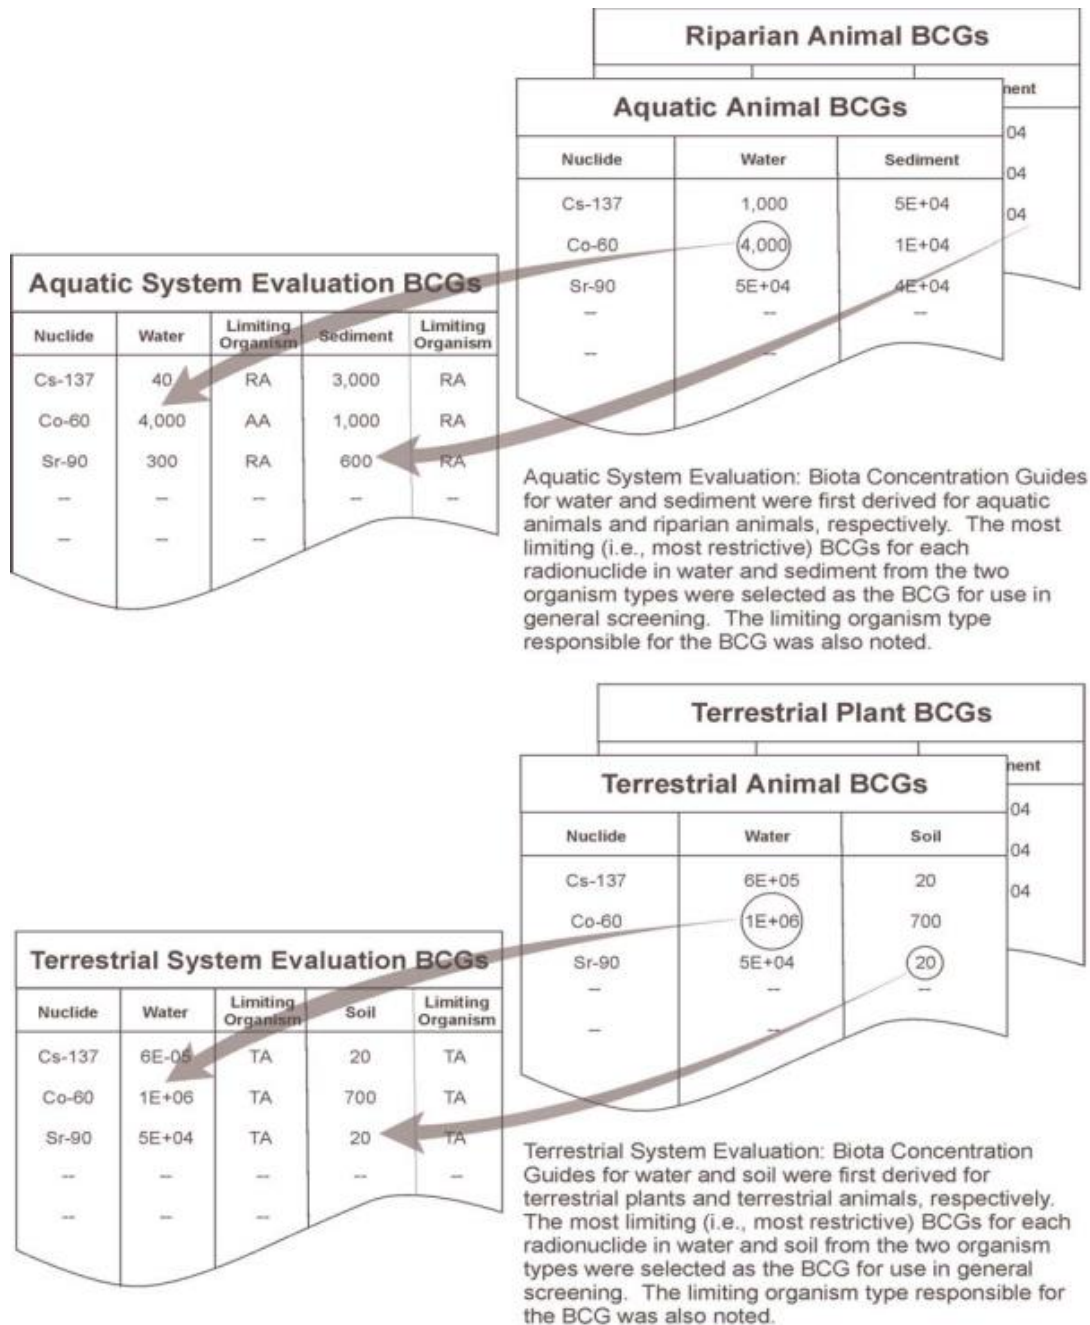 Riparian Animal BCGs
nent
04
04
04
Aquatic Animal BCGs
Nuclide Water Sediment
Cs-137 1,000 5E+04
Co-60 4,000 1E+04
Sr-90 5E+04 4E+04
-- -- --
-- --
Aquatic System Evaluation BCGs
Nuclide Water Limiting Organism Sediment Limiting Organism
Cs-137 40 RA 3,000 RA
Co-60 4,000 AA 1,000 RA
Sr-90 300 RA 600 RA
-- -- -- -- --
-- -- --
Aquatic System Evaluation: Biota Concentration Guides
for water and sediment were first derived for aquatic
animals and riparian animals, respectively. The most
limiting (i.e., most restrictive) BCGs for each
radionuclide in water and sediment from the two
organism types were selected as the BCG for use in
general screening. The limiting organism type
responsible for the BCG was also noted.
Terrestrial Plant BCGs
nent
04
04
04
Terrestrial Animal BCGs
Nuclide Water Soil
Cs-137 6E+05 20
Co-60 1E+06 700
Sr-90 5E+04 20
-- -- --
-- --
Terrestrial System Evaluation BCGs
Nuclide Water Limiting Organism Soil Limiting Organism
Cs-137 6E-05 TA 20 TA
Co-60 1E+06 TA 700 TA
Sr-90 5E+04 TA 20 TA
-- -- -- -- --
-- -- --
Terrestrial System Evaluation: Biota Concentration
Guides for water and soil were first derived for
terrestrial plants and terrestrial animals, respectively.
The most limiting (i.e., most restrictive) BCGs for each
radionuclide in water and soil from the two organism
types were selected as the BCG for use in general
screening. The limiting organism type responsible for
the BCG was also noted.